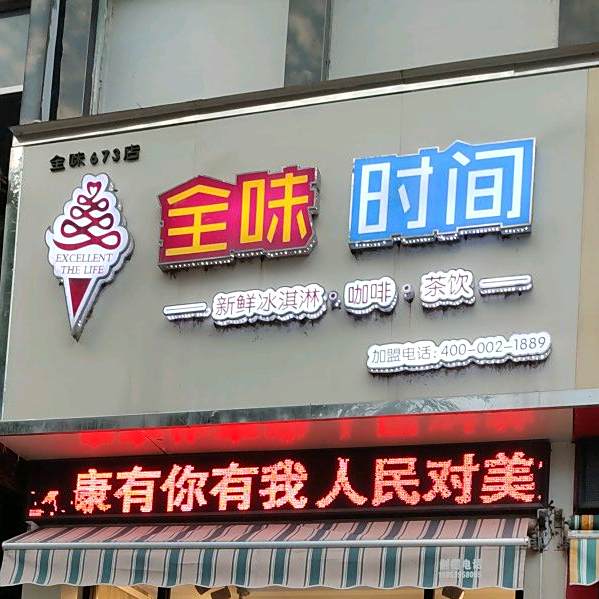 全味673店
全味 时间
EXCELLENT
THE LIFE
新鲜冰淇淋·咖啡·茶饮
加盟电话:400-002-1889
康有你有我 人民对美